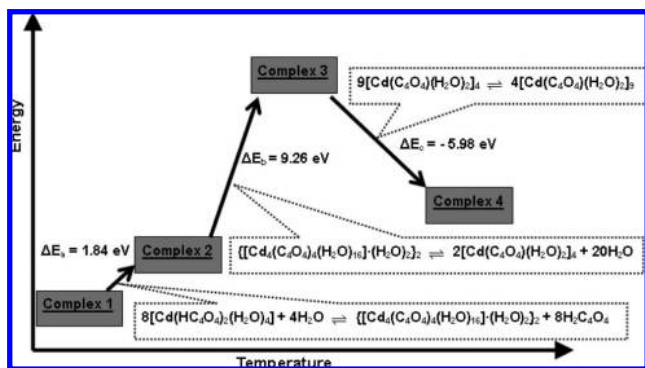 Energy
Complex 3
9[Cd(C₄O₄)(H₂O)₂]₄ ⇌ 4[Cd(C₄O₄)(H₂O)₂]₉
ΔE_c = - 5.98 eV
ΔE_b = 9.26 eV
Complex 4
ΔE_a = 1.84 eV
Complex 2
{[Cd₄(C₄O₄)₄(H₂O)₁₆]·(H₂O)₂}₂ ⇌ 2[Cd(C₄O₄)(H₂O)₂]₄ + 20H₂O
Complex 1
8[Cd(HC₄O₄)₂(H₂O)₄] + 4H₂O ⇌ {[Cd₄(C₄O₄)₄(H₂O)₁₆]·(H₂O)₂}₂ + 8H₂C₄O₄
Temperature